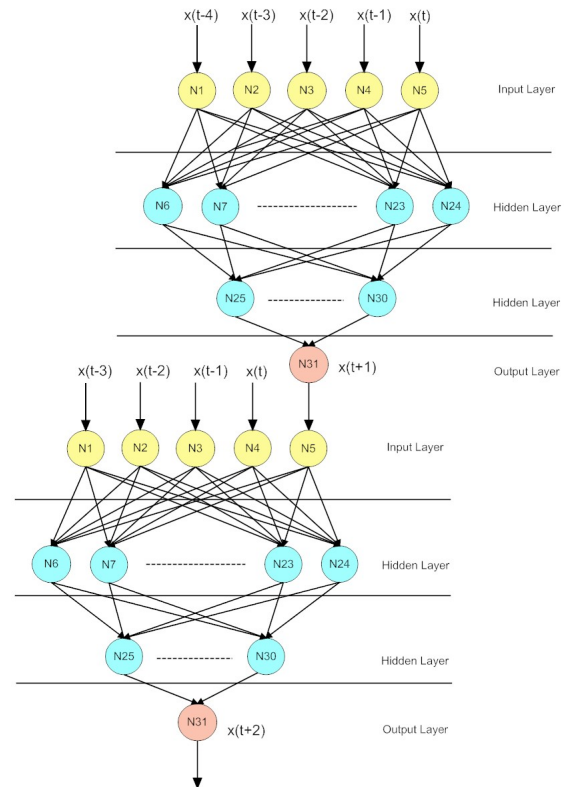 x(t-4) x(t-3) x(t-2) x(t-1) x(t)
N1 N2 N3 N4 N5 Input Layer
N6 N7 N23 N24 Hidden Layer
N25 N30 Hidden Layer
N31 x(t+1) Output Layer
x(t-3) x(t-2) x(t-1) x(t)
N1 N2 N3 N4 N5 Input Layer
N6 N7 N23 N24 Hidden Layer
N25 N30 Hidden Layer
N31 x(t+2) Output Layer